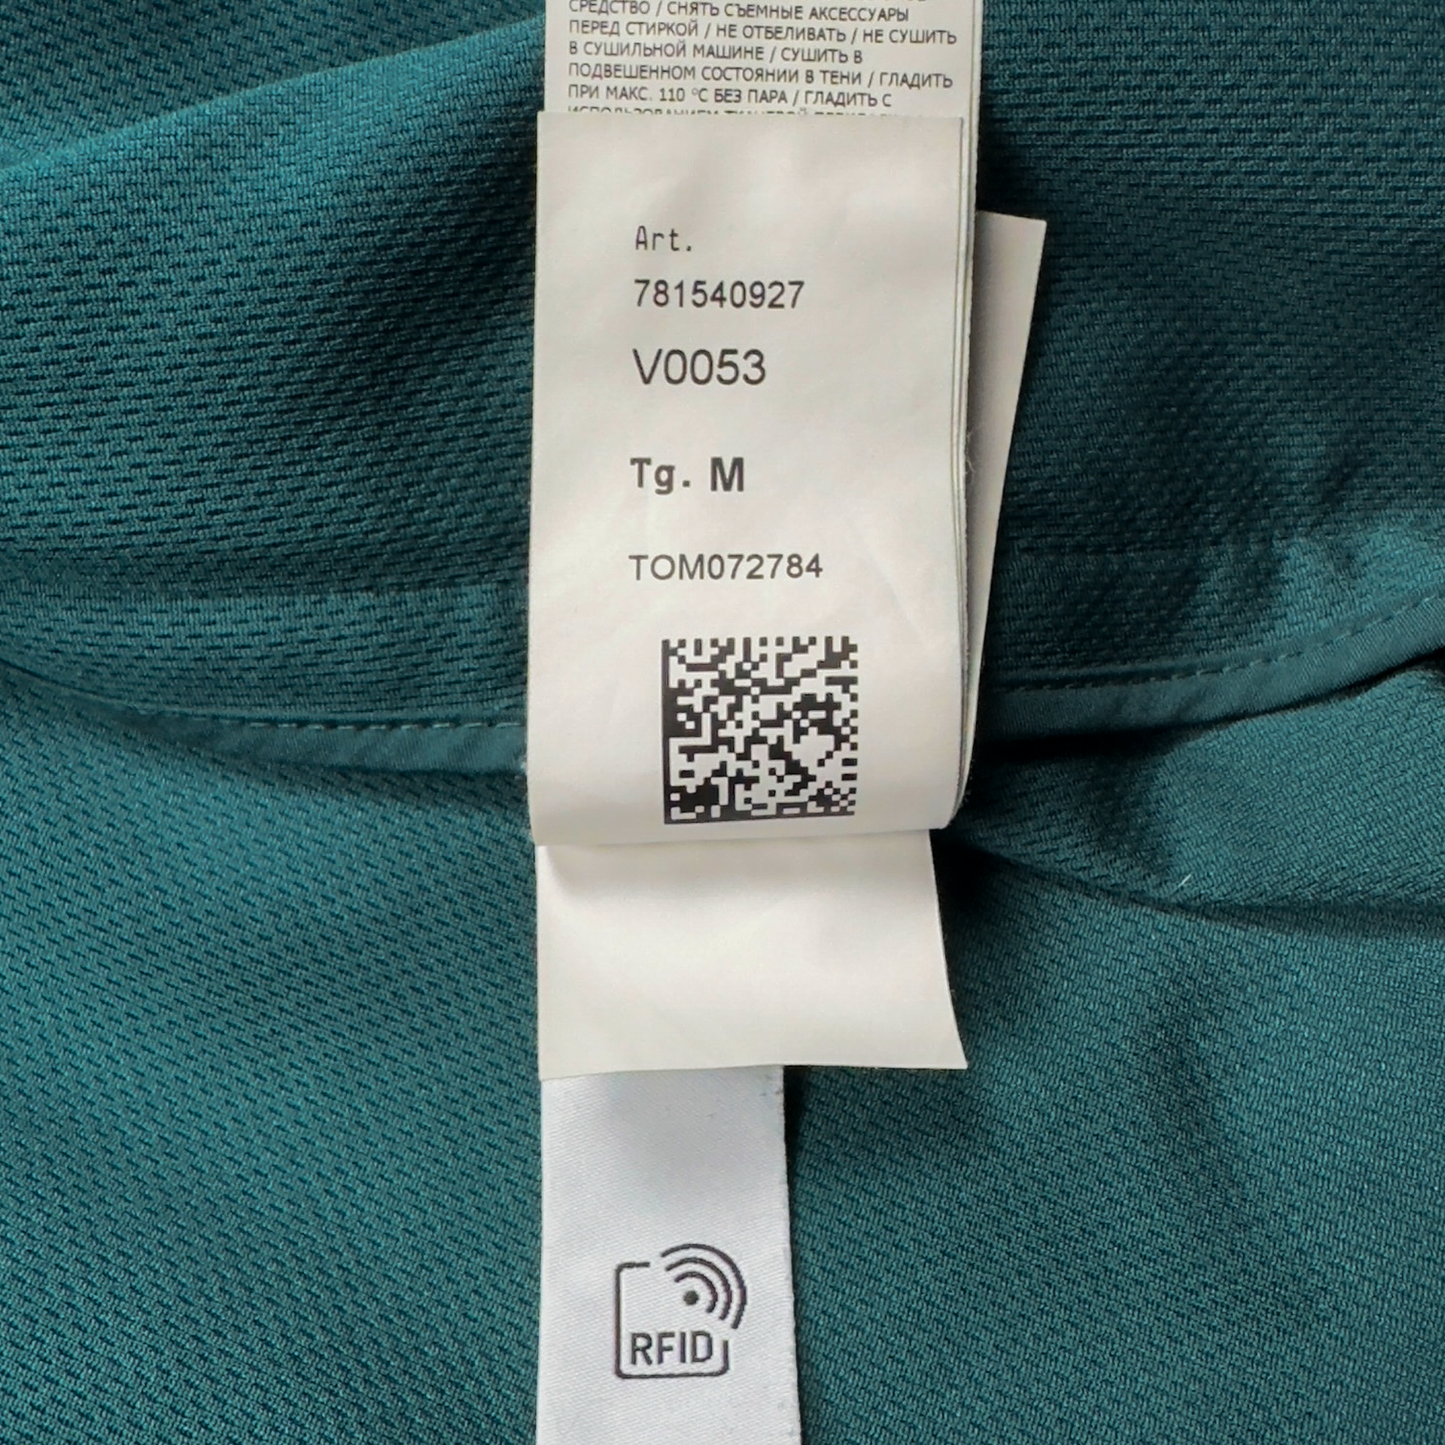 СРЕДСТВО / СНЯТЬ СЪЕМНЫЕ АКСЕССУАРЫ
ПЕРЕД СТИРКОЙ / НЕ ОТБЕЛИВАТЬ / НЕ СУШИТЬ
В СУШИЛЬНОЙ МАШИНЕ / СУШИТЬ В
ПОДВЕШЕННОМ СОСТОЯНИИ В ТЕНИ / ГЛАДИТЬ
ПРИ МАКС. 110 °C БЕЗ ПАРА / ГЛАДИТЬ С
Art.
781540927
V0053
Tg. M
TOM072784
RFID